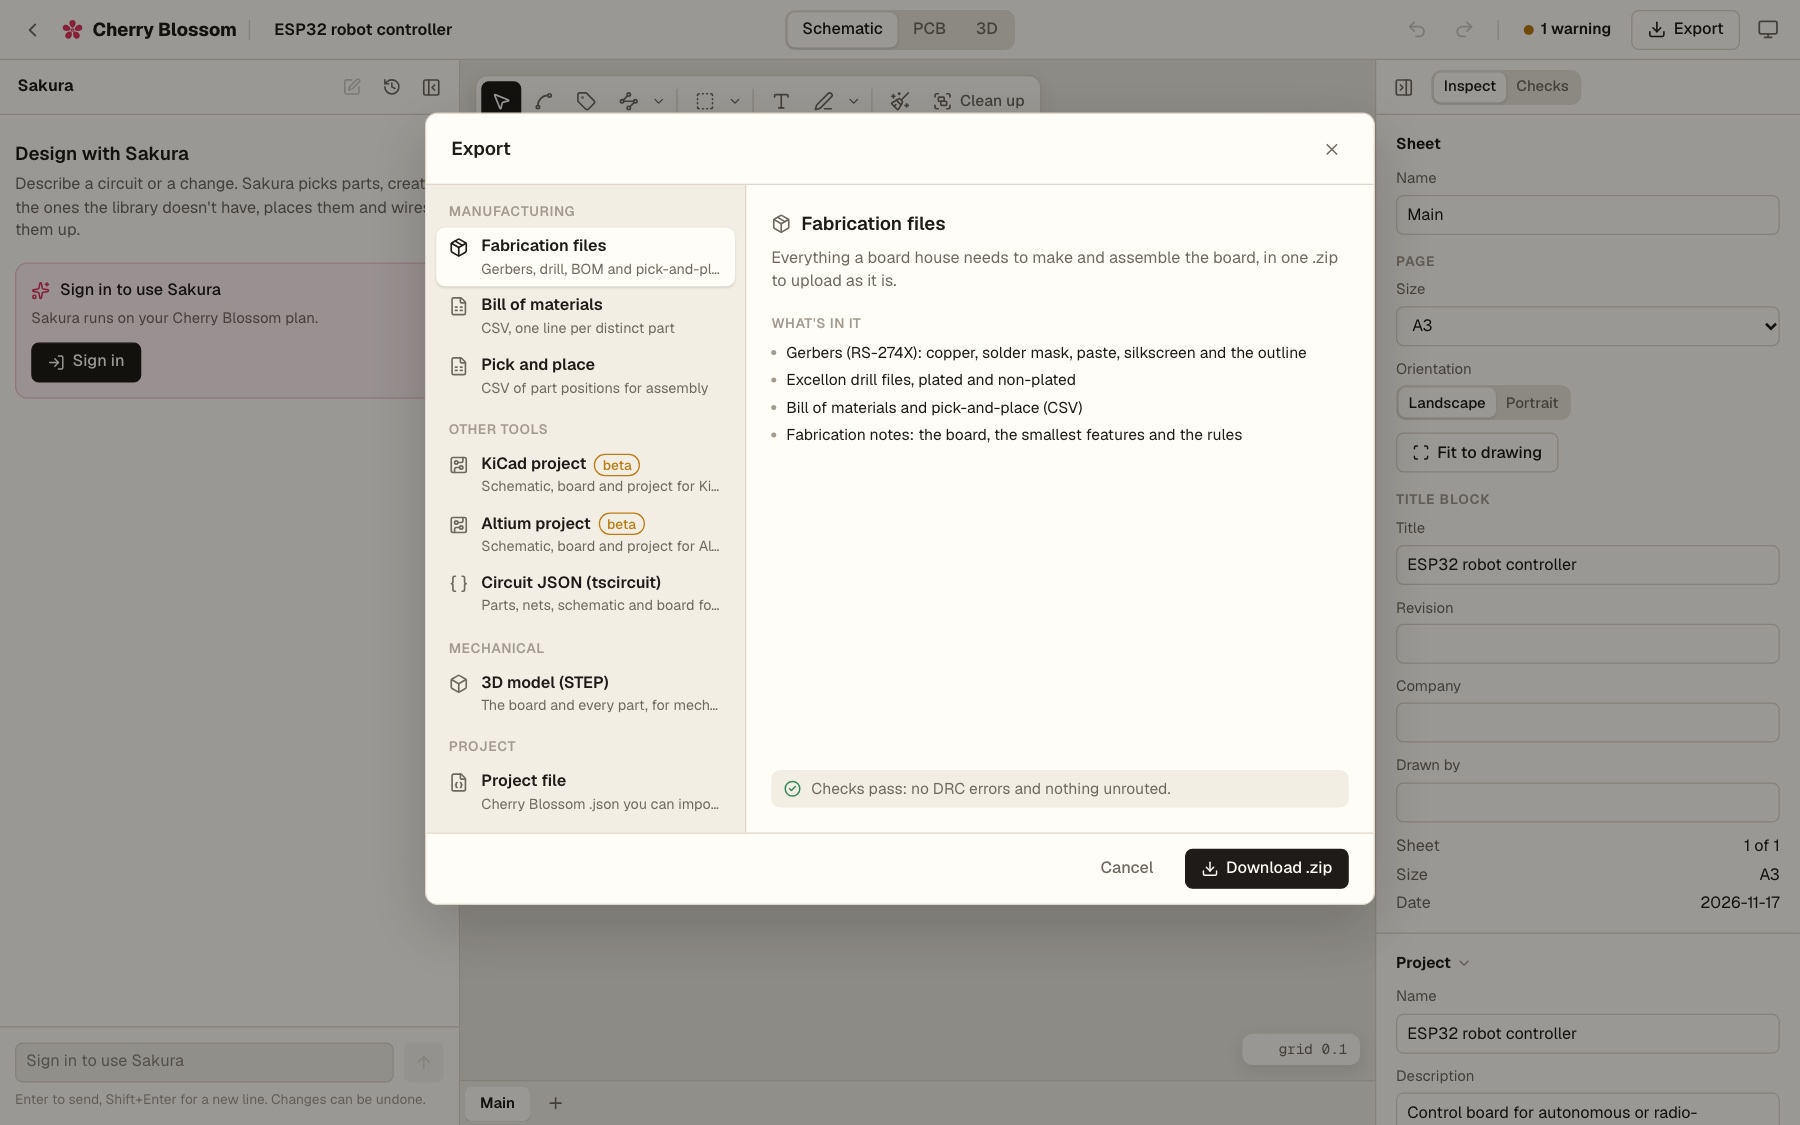 Cherry Blossom
ESP32 robot controller
Schematic
PCB
3D
1 warning
Export
Sakura
Clean up
Inspect
Checks
Design with Sakura
Describe a circuit or a change. Sakura picks parts, creat
the ones the library doesn't have, places them and wires
them up.
Sign in to use Sakura
Sakura runs on your Cherry Blossom plan.
Sign in
Sign in to use Sakura
Enter to send, Shift+Enter for a new line. Changes can be undone.
Export
MANUFACTURING
Fabrication files
Gerbers, drill, BOM and pick-and-pl...
Bill of materials
CSV, one line per distinct part
Pick and place
CSV of part positions for assembly
OTHER TOOLS
KiCad project beta
Schematic, board and project for Ki...
Altium project beta
Schematic, board and project for Al...
Circuit JSON (tscircuit)
Parts, nets, schematic and board fo...
MECHANICAL
3D model (STEP)
The board and every part, for mech...
PROJECT
Project file
Cherry Blossom .json you can impo...
Fabrication files
Everything a board house needs to make and assemble the board, in one .zip
to upload as it is.
WHAT'S IN IT
• Gerbers (RS-274X): copper, solder mask, paste, silkscreen and the outline
• Excellon drill files, plated and non-plated
• Bill of materials and pick-and-place (CSV)
• Fabrication notes: the board, the smallest features and the rules
Checks pass: no DRC errors and nothing unrouted.
Cancel
Download .zip
grid 0.1
Main
Sheet
Name
Main
PAGE
Size
A3
Orientation
Landscape
Portrait
Fit to drawing
TITLE BLOCK
Title
ESP32 robot controller
Revision
Company
Drawn by
Sheet 1 of 1
Size A3
Date 2026-11-17
Project
Name
ESP32 robot controller
Description
Control board for autonomous or radio-